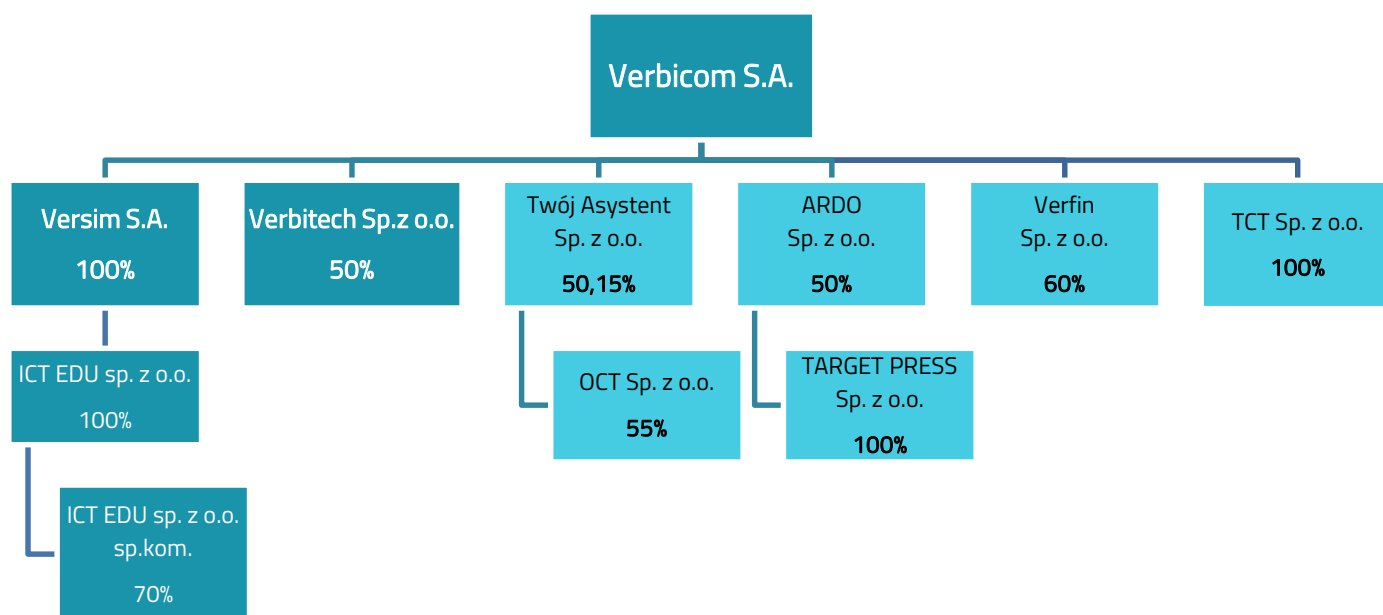 Verbicom S.A.
Versim S.A.
100%
Verbitech Sp.z o.o.
50%
Twój Asystent
Sp. z o.o.
50,15%
ARDO
Sp. z o.o.
50%
Verfin
Sp. z o.o.
60%
TCT Sp. z o.o.
100%
ICT EDU sp. z o.o.
100%
OCT Sp. z o.o.
55%
TARGET PRESS
Sp. z o.o.
100%
ICT EDU sp. z o.o.
sp.kom.
70%